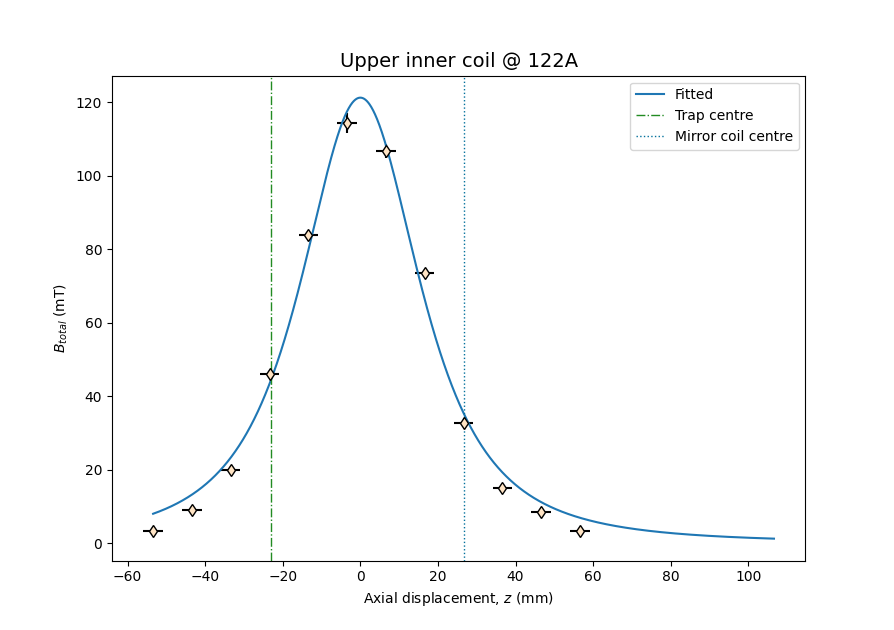 Upper inner coil @ 122A
Fitted
Trap centre
Mirror coil centre
120
100
80
60
40
20
0
B_total (mT)
−60 −40 −20 0 20 40 60 80 100
Axial displacement, z (mm)